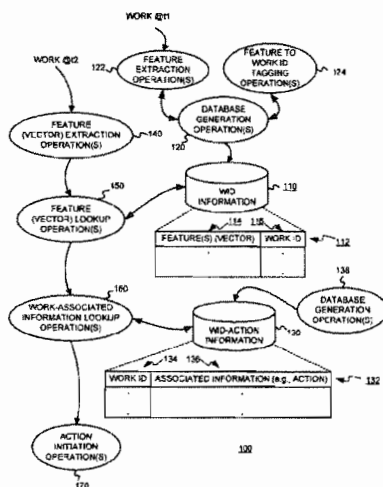 WORK @t1
WORK @t2
122
FEATURE
EXTRACTION
OPERATION(S)
FEATURE TO
WORK ID
TAGGING
OPERATION(S)
124
FEATURE
(VECTOR) EXTRACTION
OPERATION(S)
140
DATABASE
GENERATION
OPERATION(S)
120
150
FEATURE
(VECTOR) LOOKUP
OPERATION(S)
WID
INFORMATION
110
114
115
FEATURE(S) (VECTOR)
WORK ID
112
160
WORK-ASSOCIATED
INFORMATION LOOKUP
OPERATION(S)
138
DATABASE
GENERATION
OPERATION(S)
WID-ACTION
INFORMATION
130
134
136
WORK ID
ASSOCIATED INFORMATION (e.g., ACTION)
132
ACTION
INITIATION
OPERATION(S)
170
100